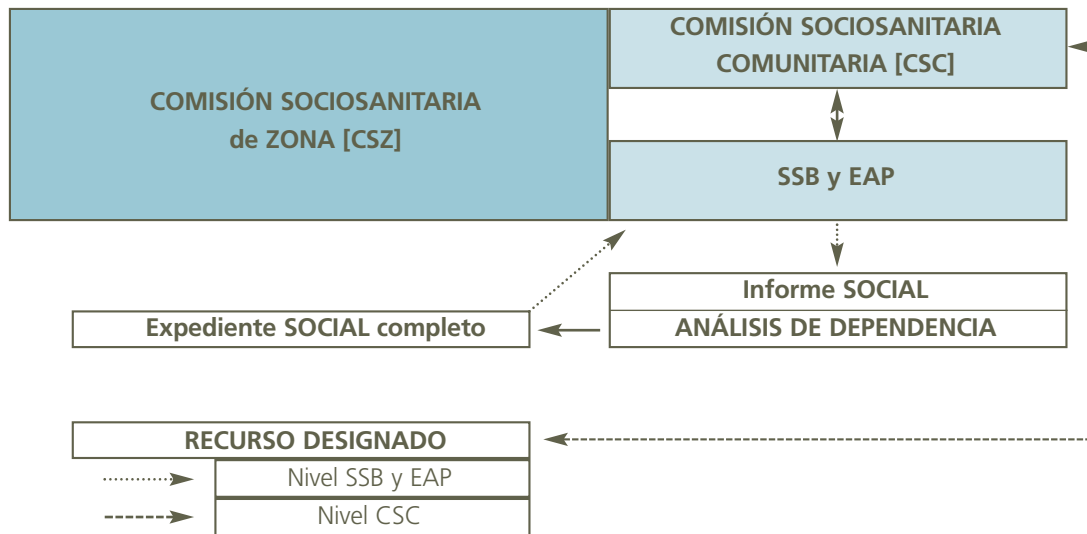 COMISIÓN SOCIOSANITARIA
de ZONA [CSZ]
COMISIÓN SOCIOSANITARIA
COMUNITARIA [CSC]
SSB y EAP
Informe SOCIAL
ANÁLISIS DE DEPENDENCIA
Expediente SOCIAL completo
RECURSO DESIGNADO
Nivel SSB y EAP
Nivel CSC